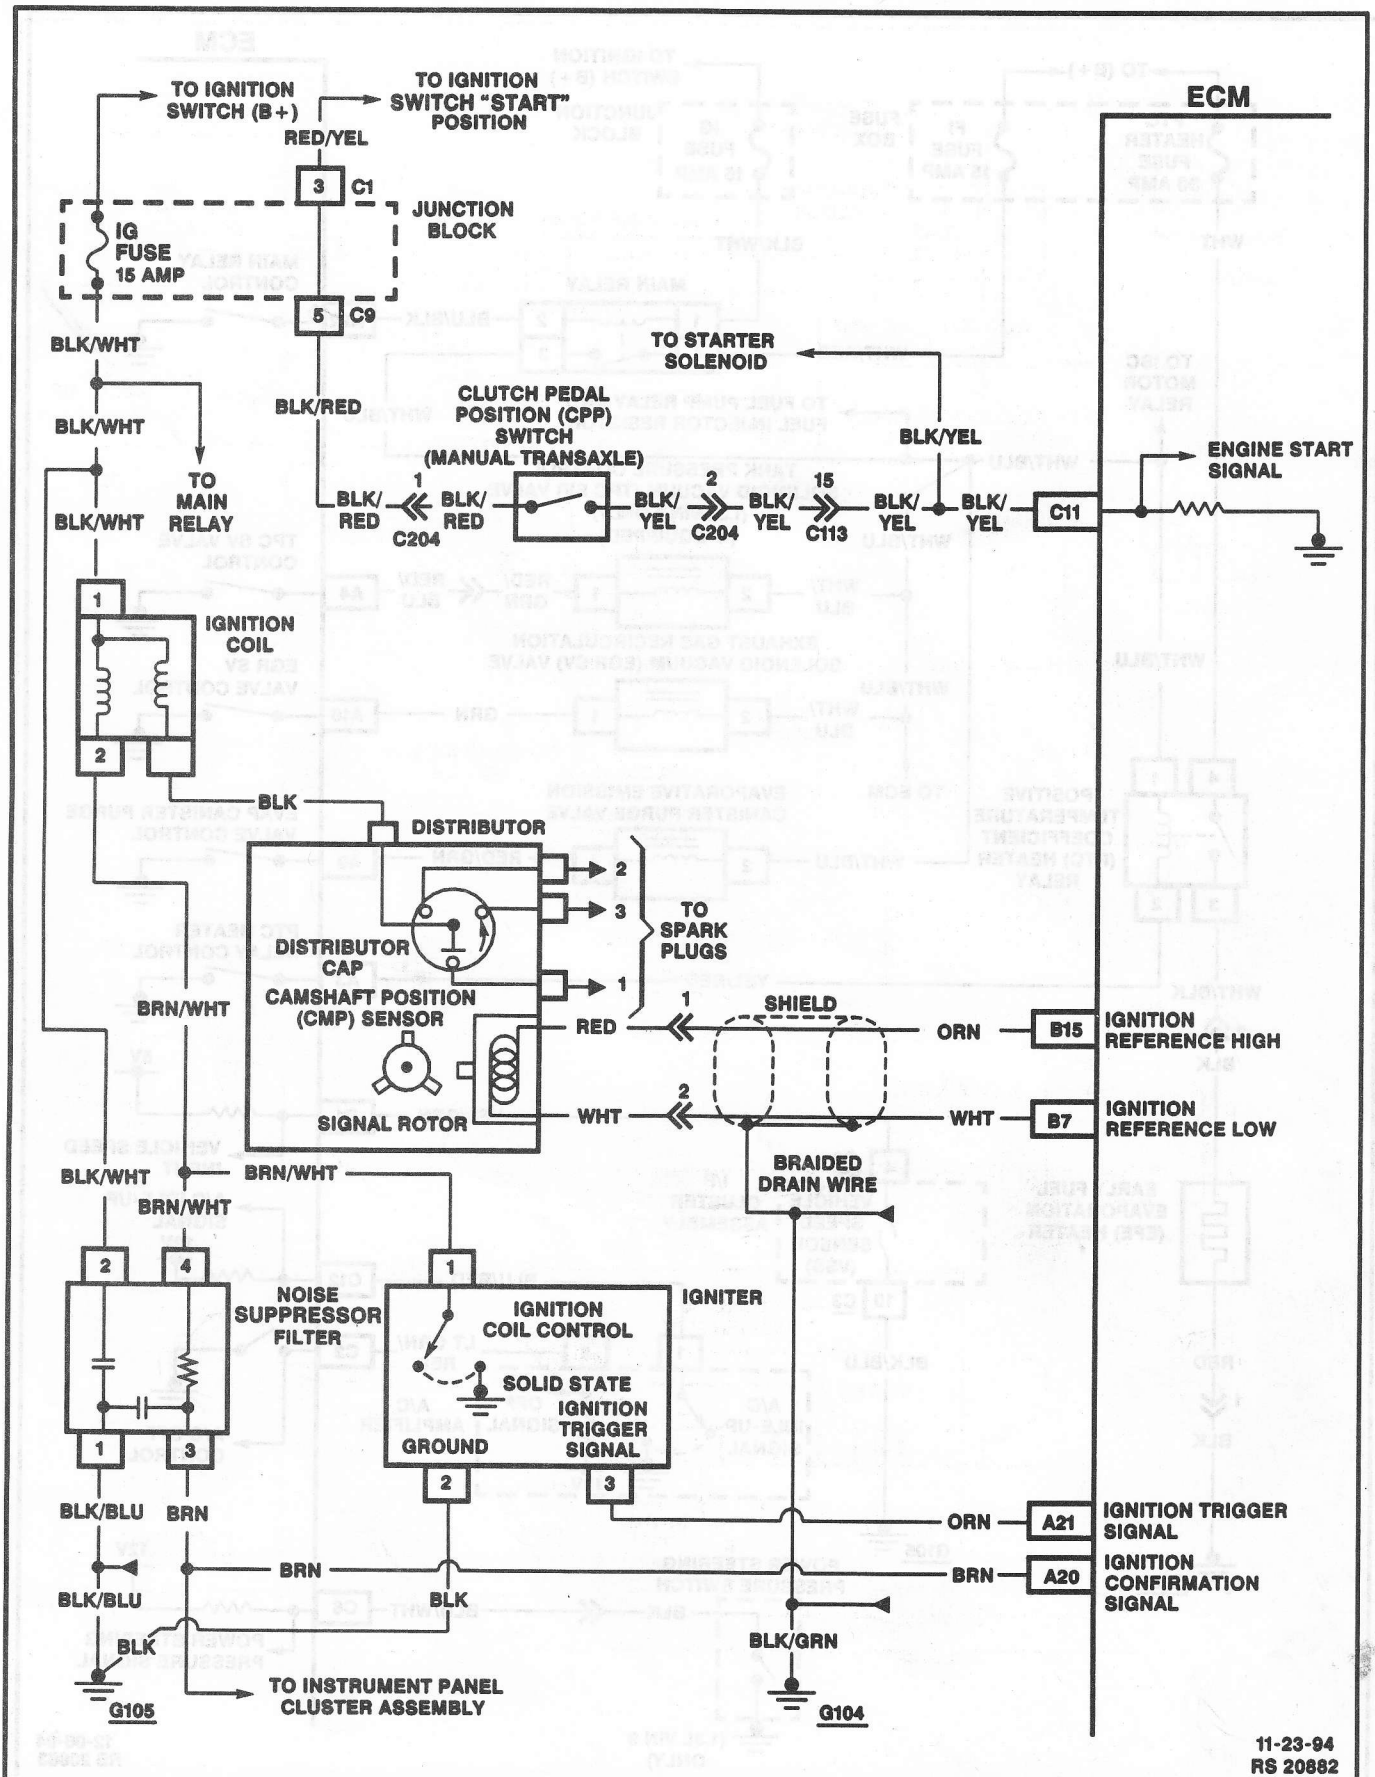 TO IGNITION
SWITCH (B+)
TO IGNITION
SWITCH "START"
POSITION
RED/YEL
ECM
3
C1
JUNCTION
BLOCK
IG
FUSE
15 AMP
5
C9
BLK/WHT
TO STARTER
SOLENOID
BLK/RED
CLUTCH PEDAL
POSITION (CPP)
SWITCH
(MANUAL TRANSAXLE)
BLK/WHT
BLK/YEL
ENGINE START
SIGNAL
TO
MAIN
RELAY
BLK/WHT
BLK/
RED
1
C204
BLK/
RED
BLK/
YEL
2
C204
BLK/
YEL
15
C113
BLK/
YEL
BLK/
YEL
C11
1
IGNITION
COIL
2
BLK
DISTRIBUTOR
2
3
1
TO
SPARK
PLUGS
DISTRIBUTOR
CAP
CAMSHAFT POSITION
(CMP) SENSOR
SIGNAL ROTOR
BRN/WHT
RED
1
SHIELD
ORN
B15
IGNITION
REFERENCE HIGH
WHT
2
WHT
B7
IGNITION
REFERENCE LOW
BRAIDED
DRAIN WIRE
BLK/WHT
BRN/WHT
BRN/WHT
2
4
1
NOISE
SUPPRESSOR
FILTER
IGNITER
IGNITION
COIL CONTROL
SOLID STATE
IGNITION
TRIGGER
SIGNAL
GROUND
1
3
2
3
BLK/BLU
BRN
ORN
A21
IGNITION TRIGGER
SIGNAL
BRN
BRN
A20
IGNITION
CONFIRMATION
SIGNAL
BLK/BLU
BLK
BLK
BLK/GRN
TO INSTRUMENT PANEL
CLUSTER ASSEMBLY
G105
G104
11-23-94
RS 20882